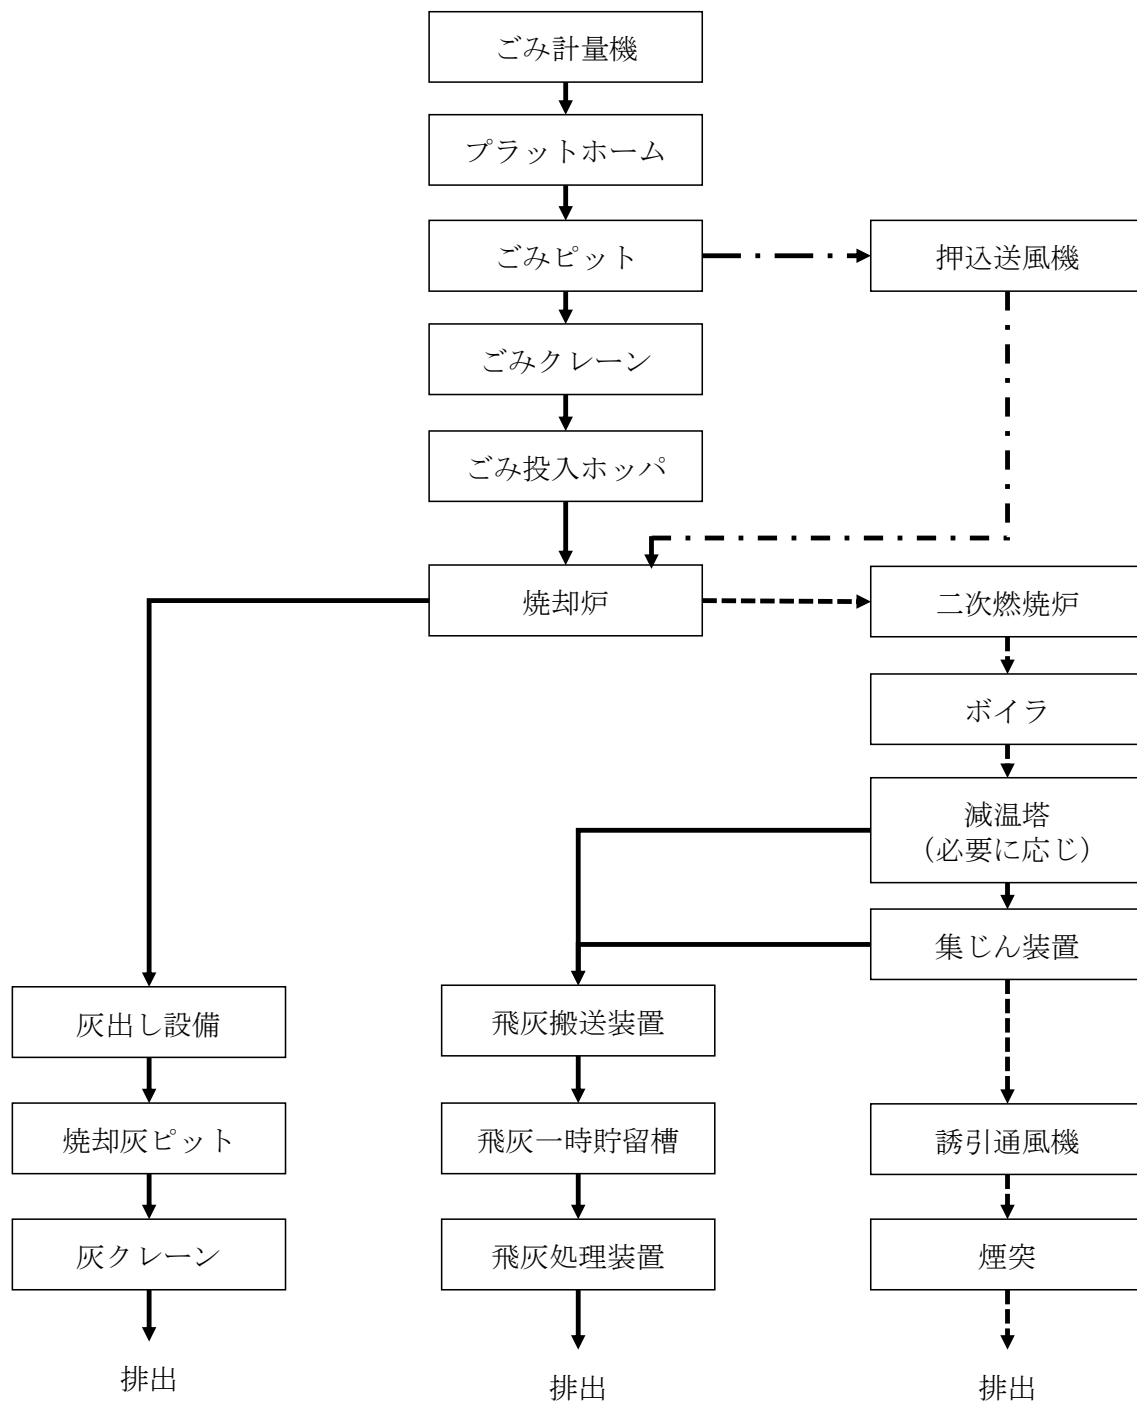 ごみ計量機
プラットホーム
ごみピット
押込送風機
ごみクレーン
ごみ投入ホッパ
焼却炉
二次燃焼炉
ボイラ
減温塔
（必要に応じ）
集じん装置
灰出し設備
飛灰搬送装置
焼却灰ピット
飛灰一時貯留槽
誘引通風機
灰クレーン
飛灰処理装置
煙突
排出
排出
排出